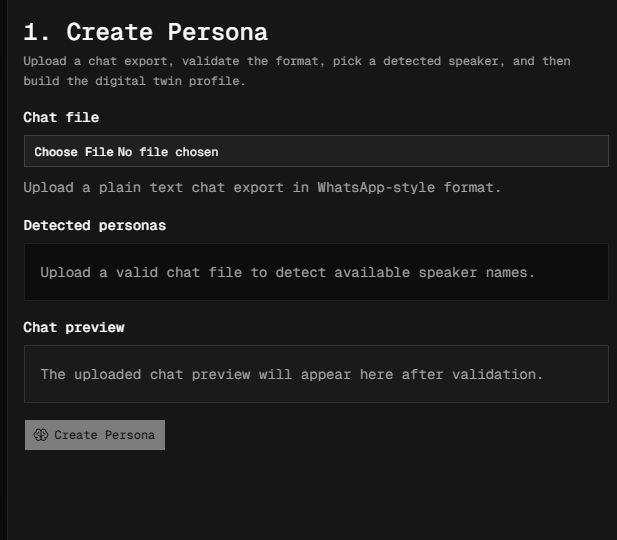 1. Create Persona
Upload a chat export, validate the format, pick a detected speaker, and then
build the digital twin profile.
Chat file
Choose File No file chosen
Upload a plain text chat export in WhatsApp-style format.
Detected personas
Upload a valid chat file to detect available speaker names.
Chat preview
The uploaded chat preview will appear here after validation.
Create Persona